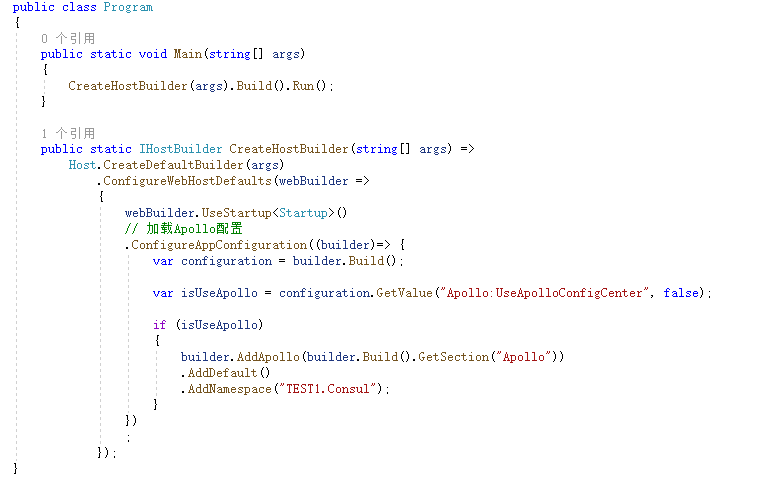 public class Program
{
0 个引用
public static void Main(string[] args)
{
CreateHostBuilder(args).Build().Run();
}
1 个引用
public static IHostBuilder CreateHostBuilder(string[] args) =>
Host.CreateDefaultBuilder(args)
.ConfigureWebHostDefaults(webBuilder =>
{
webBuilder.UseStartup<Startup>()
// 加载Apollo配置
.ConfigureAppConfiguration((builder)=> {
var configuration = builder.Build();
var isUseApollo = configuration.GetValue("Apollo:UseApolloConfigCenter", false);
if (isUseApollo)
{
builder.AddApollo(builder.Build().GetSection("Apollo"))
.AddDefault()
.AddNamespace("TEST1.Consul");
}
})
;
});
}